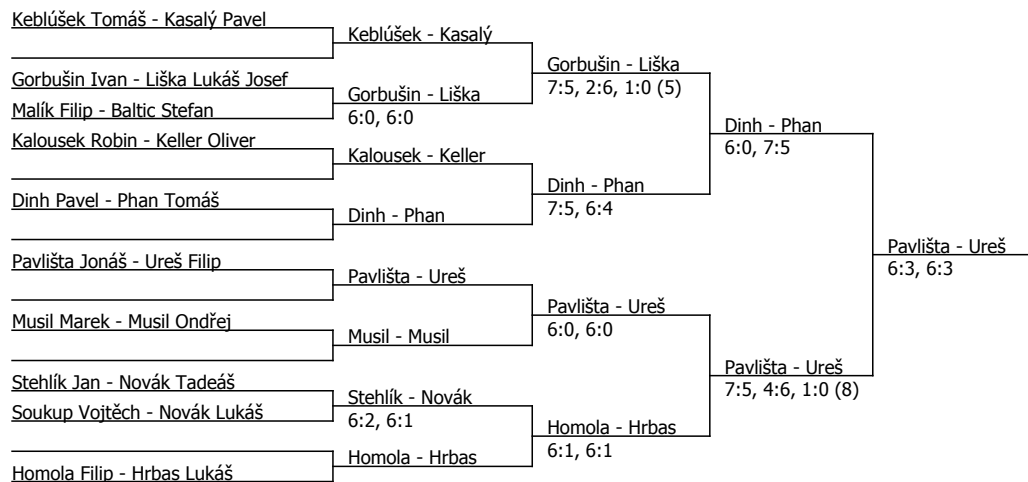 Keblúšek Tomáš - Kasalý Pavel
Gorbušin Ivan - Liška Lukáš Josef
Malík Filip - Baltic Stefan
Kalousek Robin - Keller Oliver
Dinh Pavel - Phan Tomáš
Pavlišta Jonáš - Ureš Filip
Musil Marek - Musil Ondřej
Stehlík Jan - Novák Tadeáš
Soukup Vojtěch - Novák Lukáš
Homola Filip - Hrbas Lukáš
Keblúšek - Kasalý
Gorbušin - Liška
6:0, 6:0
Kalousek - Keller
Dinh - Phan
Pavlišta - Ureš
Musil - Musil
Stehlík - Novák
6:2, 6:1
Homola - Hrbas
Gorbušin - Liška
7:5, 2:6, 1:0 (5)
Dinh - Phan
7:5, 6:4
Pavlišta - Ureš
6:0, 6:0
Homola - Hrbas
6:1, 6:1
Dinh - Phan
6:0, 7:5
Pavlišta - Ureš
7:5, 4:6, 1:0 (8)
Pavlišta - Ureš
6:3, 6:3